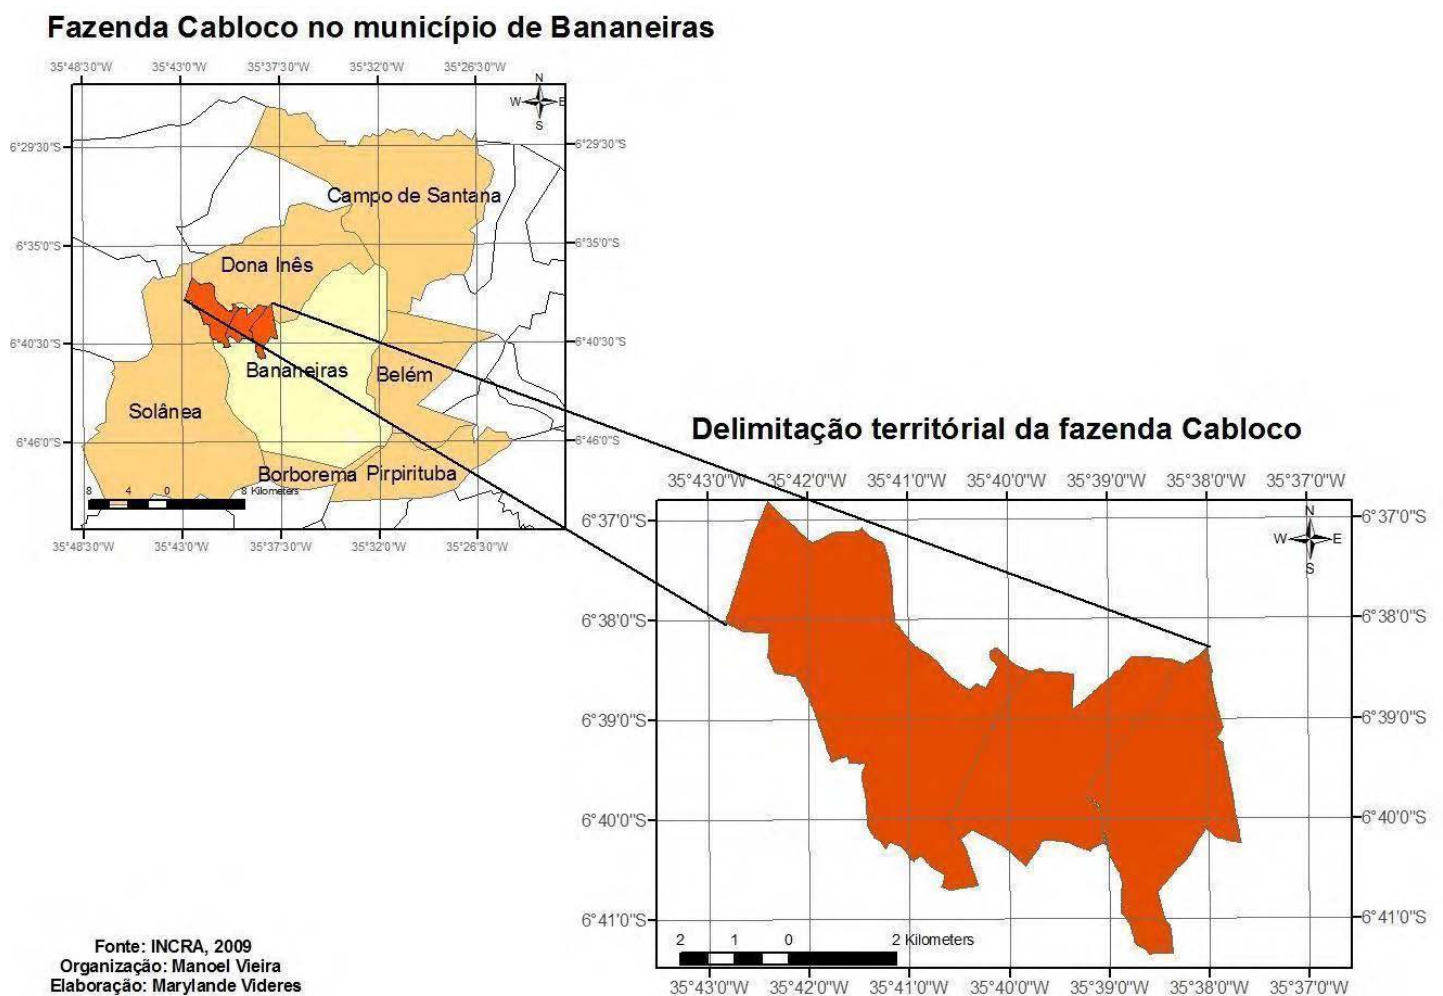 Fazenda Cabloco no município de Bananeiras
35°48'30"W 35°43'0"W 35°37'30"W 35°32'0"W 35°26'30"W
N
W E
S
6°29'30"S 6°29'30"S
Campo de Santana
6°35'0"S 6°35'0"S
Dona Inês
6°40'30"S 6°40'30"S
Bananeiras
Belém
Solânea
6°46'0"S 6°46'0"S
Borborema Pirpirituba
8 4 0 8 Kilometers
35°48'30"W 35°43'0"W 35°37'30"W 35°32'0"W 35°26'30"W
Delimitação territórial da fazenda Cabloco
35°43'0"W 35°42'0"W 35°41'0"W 35°40'0"W 35°39'0"W 35°38'0"W 35°37'0"W
6°37'0"S 6°37'0"S
N
W E
S
6°38'0"S 6°38'0"S
6°39'0"S 6°39'0"S
6°40'0"S 6°40'0"S
6°41'0"S 6°41'0"S
2 1 0 2 Kilometers
35°43'0"W 35°42'0"W 35°41'0"W 35°40'0"W 35°39'0"W 35°38'0"W 35°37'0"W
Fonte: INCRA, 2009
Organização: Manoel Vieira
Elaboração: Marylande Videres